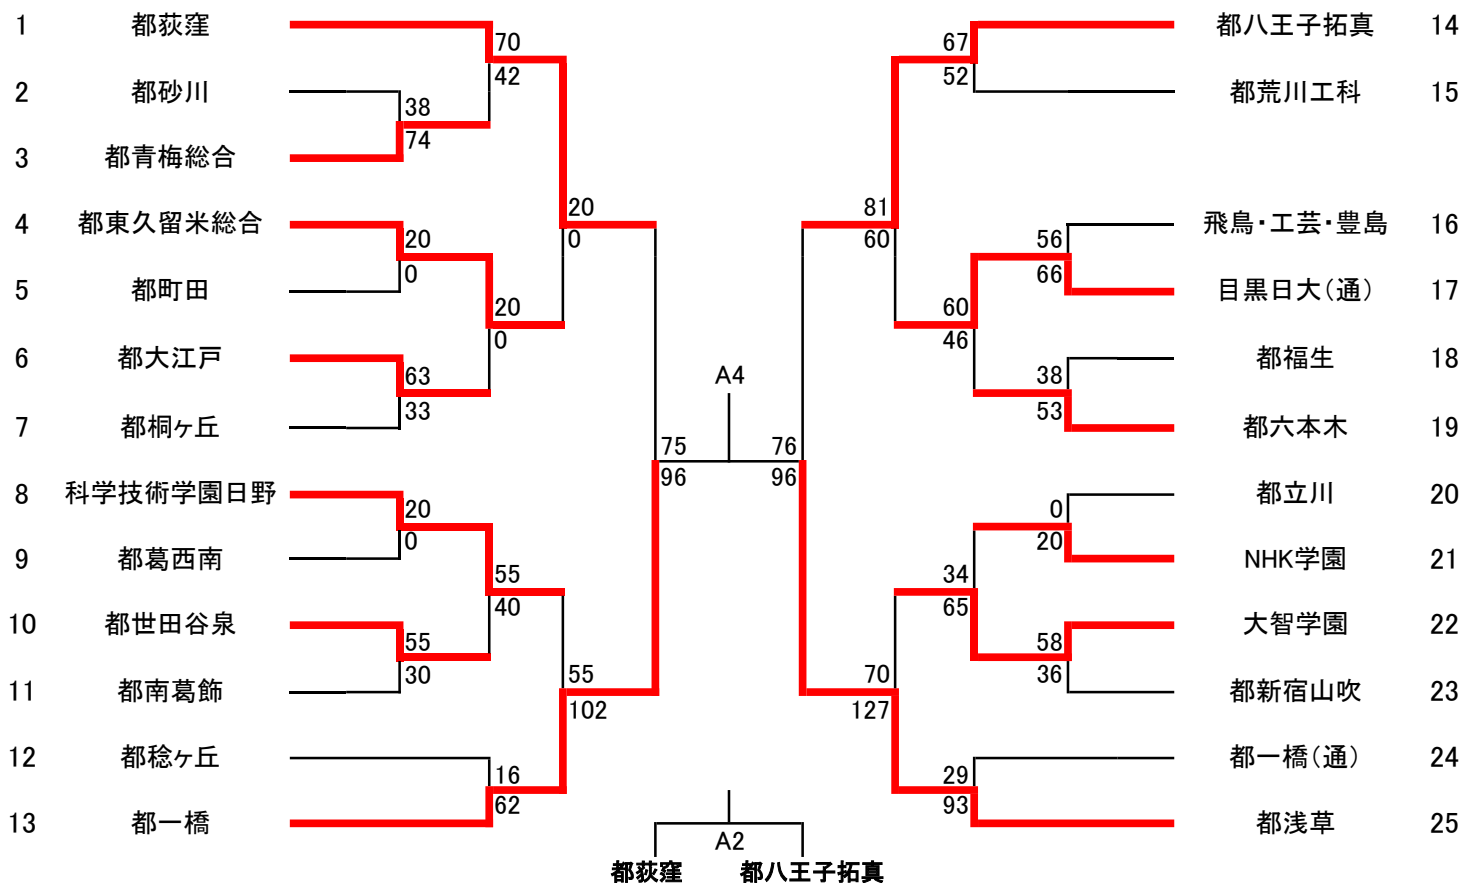 1 都荻窪 70 67 都八王子拓真 14
42 52
2 都砂川 38 都荒川工科 15
74
3 都青梅総合
20 81
4 都東久留米総合 0 60 飛鳥・工芸・豊島 16
20 56
0 66
5 都町田 目黒日大(通) 17
20 60
0 46
6 都大江戸 都福生 18
63 A4 38
33 53
7 都桐ヶ丘 都六本木 19
75 76
96 96
8 科学技術学園日野 都立川 20
20 0
0 20
9 都葛西南 NHK学園 21
55 34
40 65
10 都世田谷泉 大智学園 22
55 58
30 36
11 都南葛飾 55 70 都新宿山吹 23
102 127
12 都稔ヶ丘 都一橋(通) 24
16 29
62 93
13 都一橋 都浅草 25
A2
都荻窪 都八王子拓真